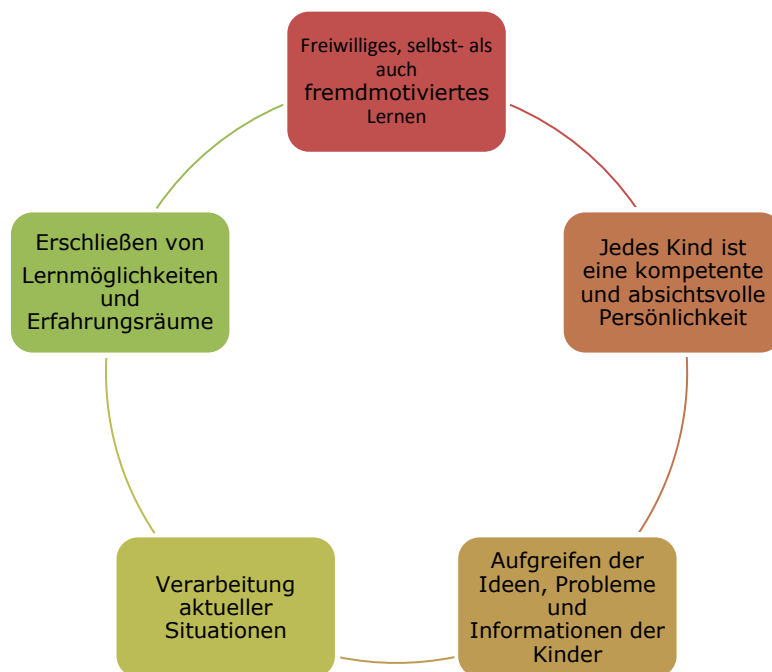 Freiwilliges, selbst- als
auch
fremdmotiviertes
Lernen
Jedes Kind ist
eine kompetente
und absichtsvolle
Persönlichkeit
Aufgreifen der
Ideen, Probleme
und
Informationen der
Kinder
Verarbeitung
aktueller
Situationen
Erschließen von
Lernmöglichkeiten
und
Erfahrungsräume